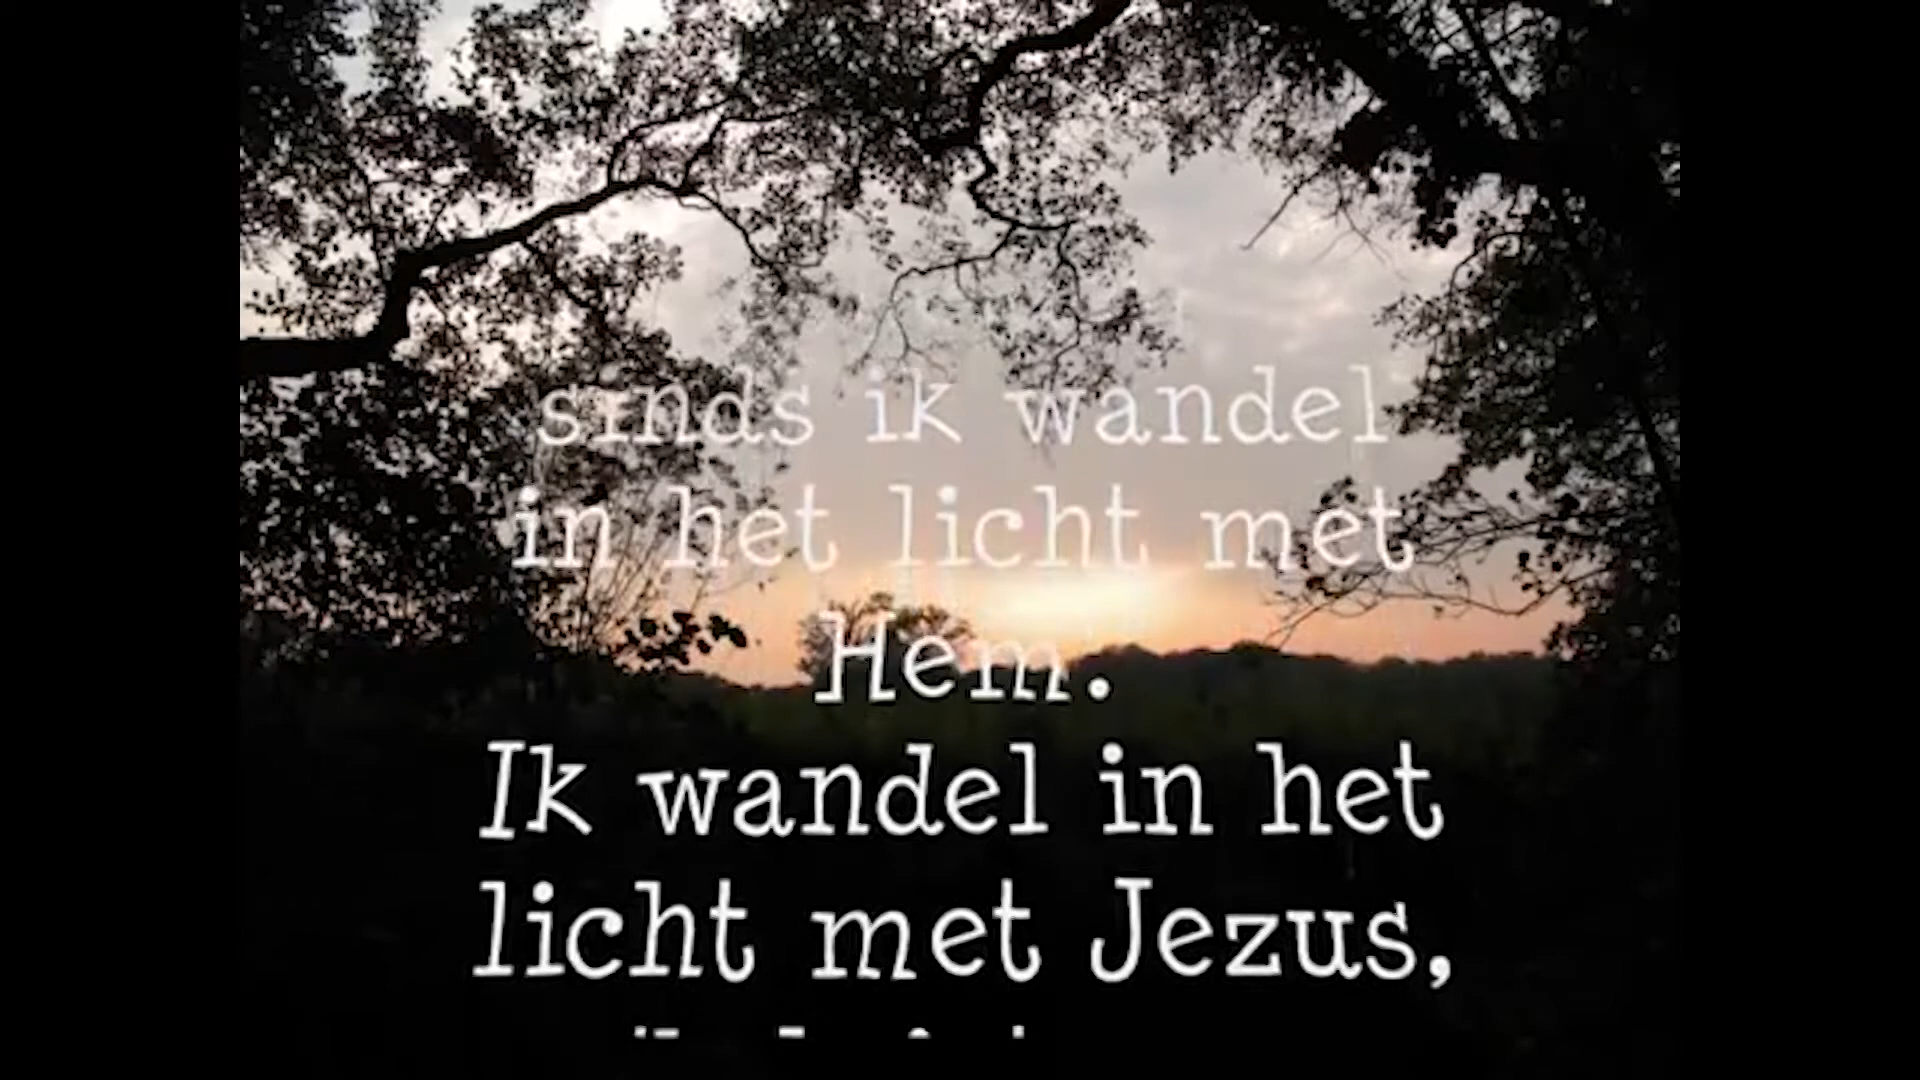 sinds ik wandel
in het licht met
Hem.
Ik wandel in het
licht met Jezus,